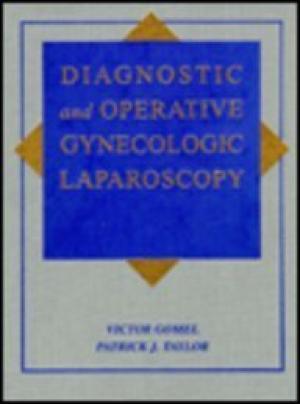 DIAGNOSTIC
and OPERATIVE
GYNECOLOGIC
LAPAROSCOPY
VICTOR GOMEL
PATRICK J. TAYLOR